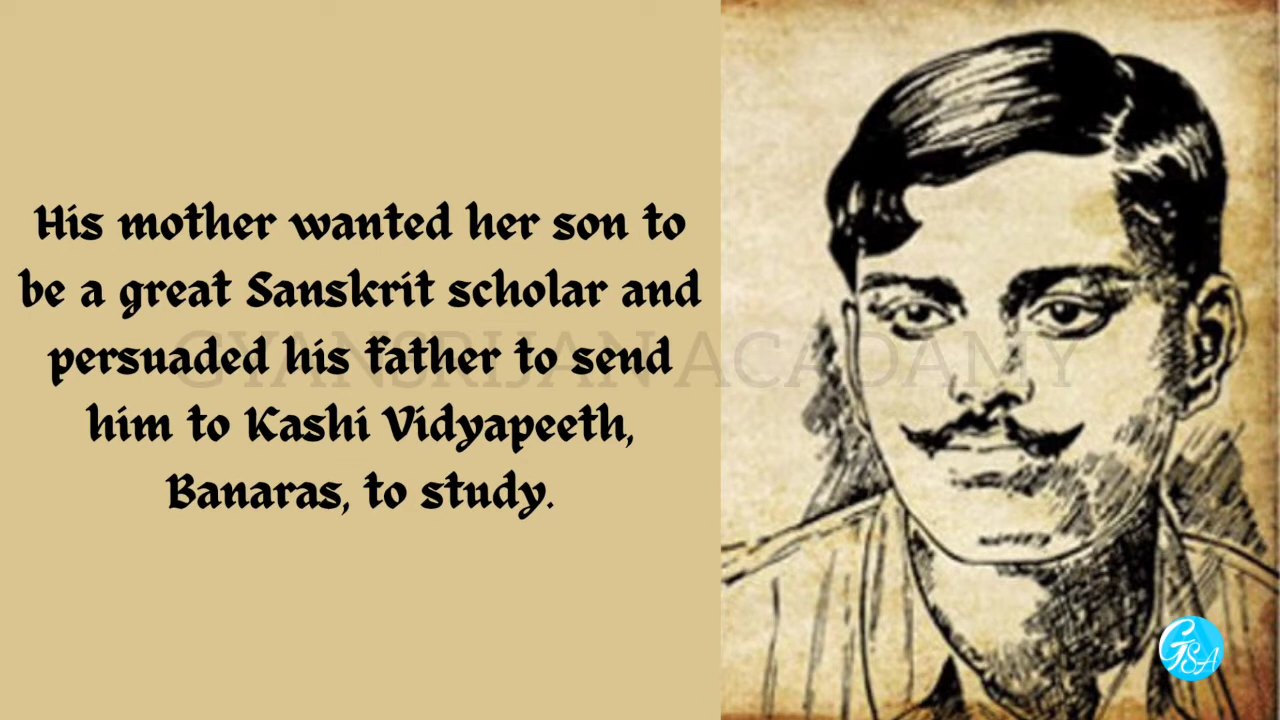 His mother wanted her son to
be a great Sanskrit scholar and
persuaded his father to send
him to Kashi Vidyapeeth,
Banaras, to study.
GYANSRIJAN ACADAMY
GSA